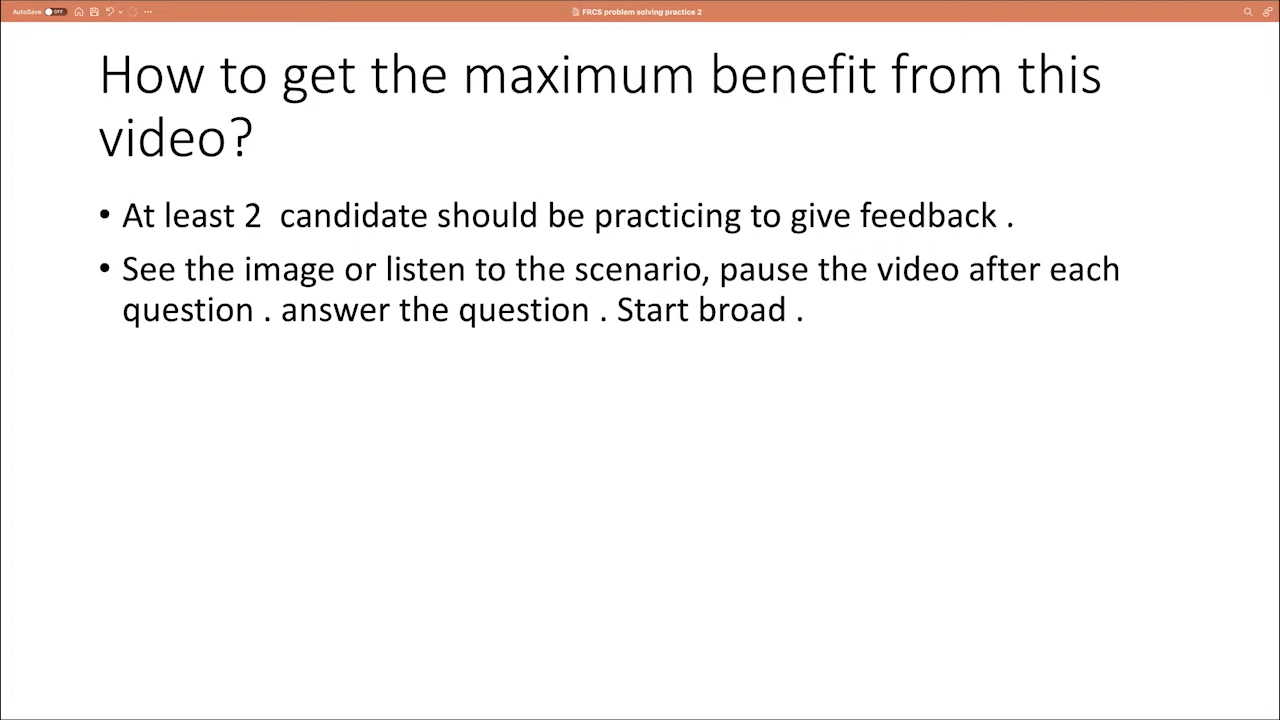 AutoSave OFF
FRCS problem solving practice 2
How to get the maximum benefit from this
video?
• At least 2  candidate should be practicing to give feedback .
• See the image or listen to the scenario, pause the video after each
question . answer the question . Start broad .